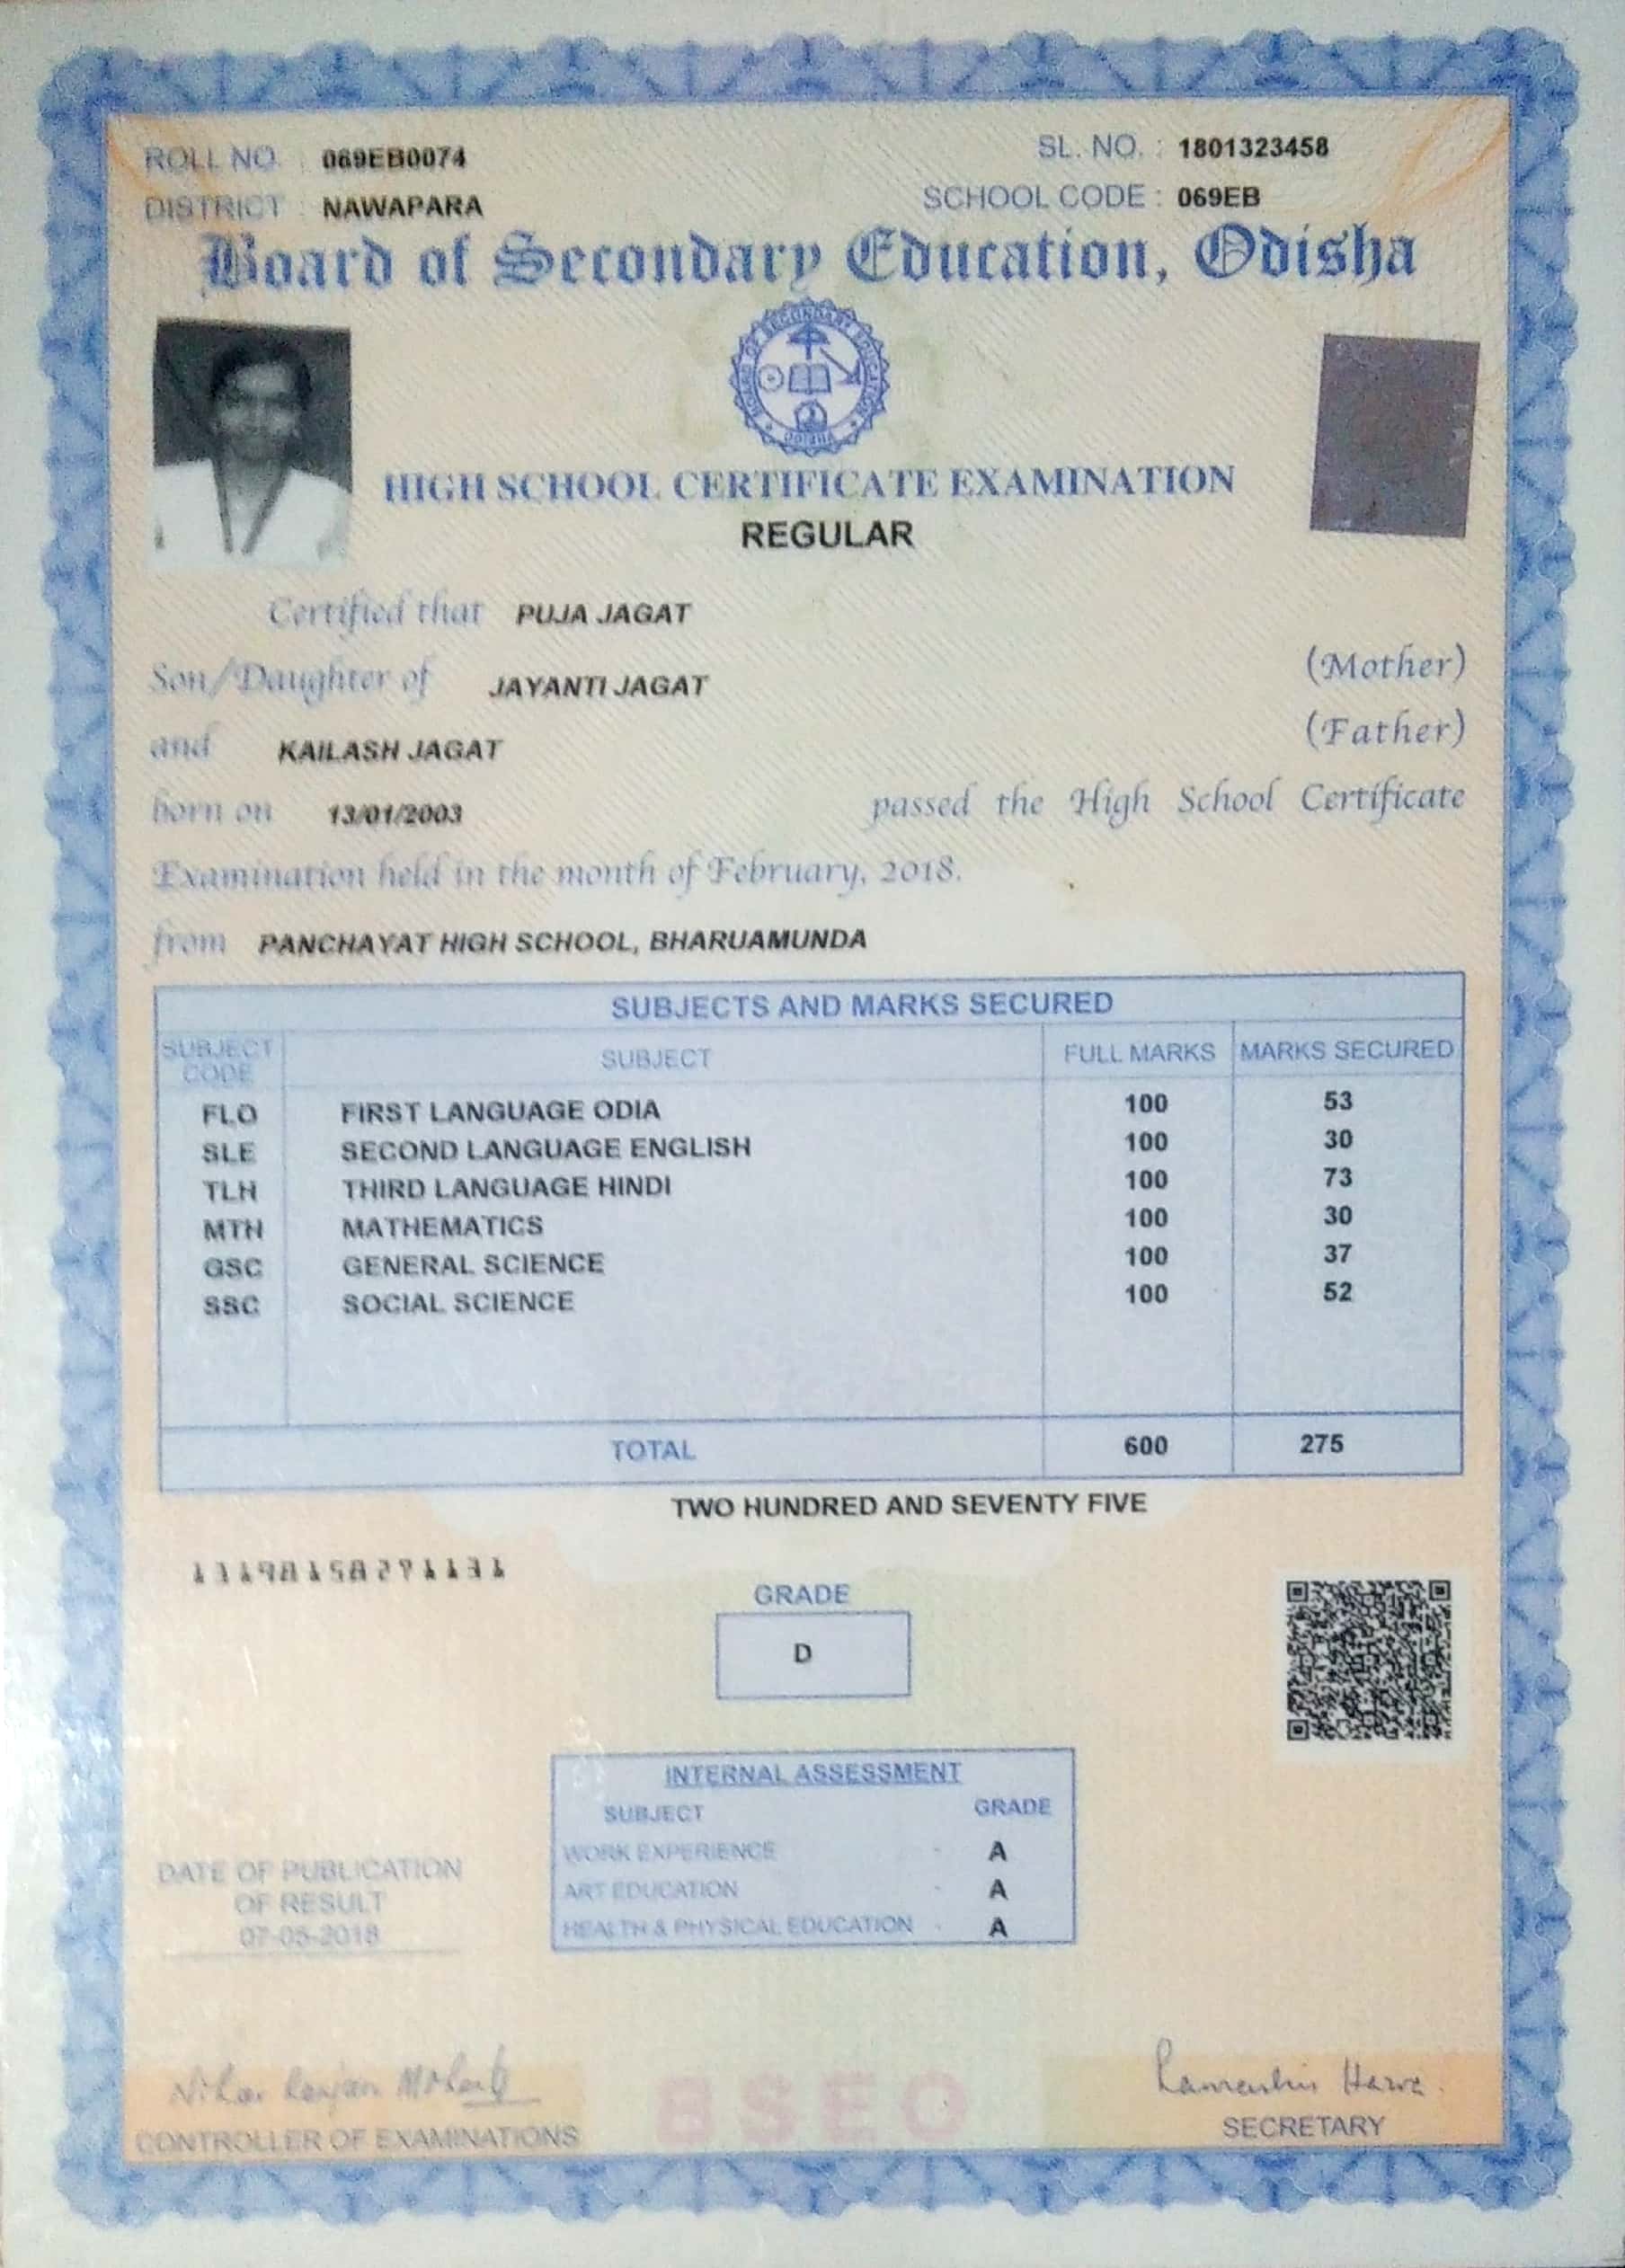 ROLL NO. : 069EB0074
SL. NO. : 1801323458
DISTRICT : NAWAPARA
SCHOOL CODE : 069EB
Board of Secondary Education, Odisha
BOARD OF SECONDARY EDUCATION
ODISHA
HIGH SCHOOL CERTIFICATE EXAMINATION
REGULAR
Certified that PUJA JAGAT
Son/Daughter of JAYANTI JAGAT (Mother)
and KAILASH JAGAT (Father)
born on 13/01/2003 passed the High School Certificate
Examination held in the month of February, 2018.
from PANCHAYAT HIGH SCHOOL, BHARUAMUNDA
SUBJECTS AND MARKS SECURED
SUBJECT CODE SUBJECT FULL MARKS MARKS SECURED
FLO FIRST LANGUAGE ODIA 100 53
SLE SECOND LANGUAGE ENGLISH 100 30
TLH THIRD LANGUAGE HINDI 100 73
MTH MATHEMATICS 100 30
GSC GENERAL SCIENCE 100 37
SSC SOCIAL SCIENCE 100 52
TOTAL 600 275
TWO HUNDRED AND SEVENTY FIVE
GRADE
D
INTERNAL ASSESSMENT
SUBJECT GRADE
WORK EXPERIENCE - A
ART EDUCATION - A
HEALTH & PHYSICAL EDUCATION - A
DATE OF PUBLICATION
OF RESULT
07-05-2018
BSEO
CONTROLLER OF EXAMINATIONS
SECRETARY